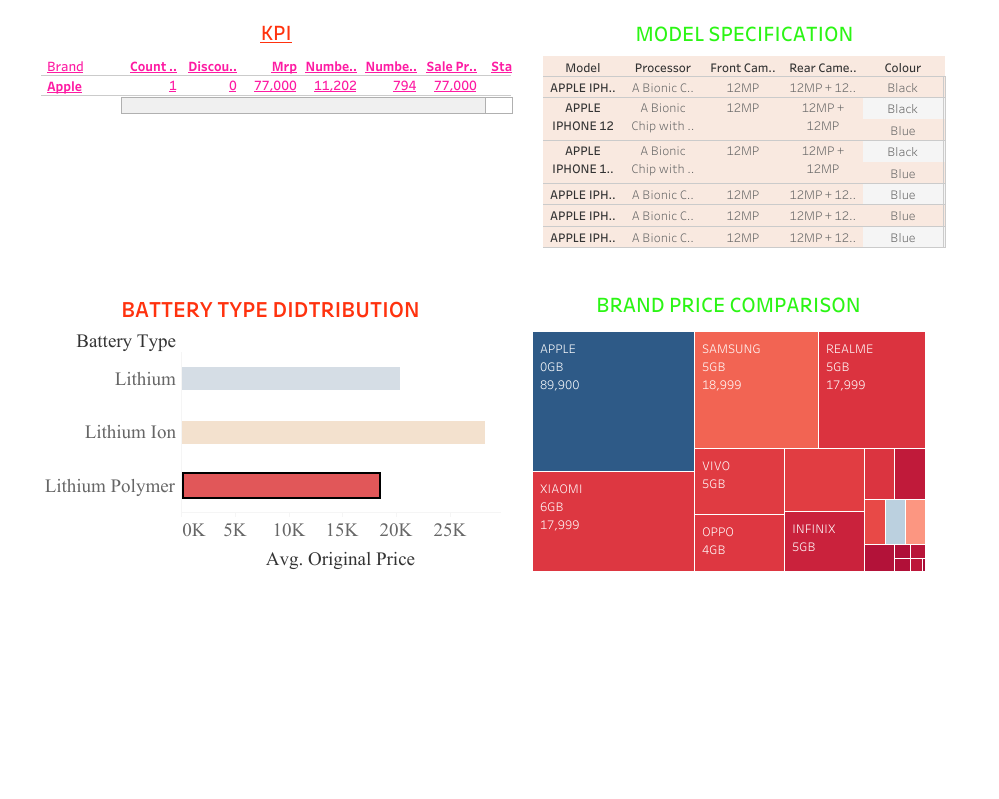 KPI
Brand Count .. Discou.. Mrp Numbe.. Numbe.. Sale Pr.. Sta
Apple 1 0 77,000 11,202 794 77,000
MODEL SPECIFICATION
Model Processor Front Cam.. Rear Came.. Colour
APPLE IPH.. A Bionic C.. 12MP 12MP + 12.. Black
APPLE A Bionic 12MP 12MP + Black
IPHONE 12 Chip with .. 12MP Blue
APPLE A Bionic 12MP 12MP + Black
IPHONE 1.. Chip with .. 12MP Blue
APPLE IPH.. A Bionic C.. 12MP 12MP + 12.. Blue
APPLE IPH.. A Bionic C.. 12MP 12MP + 12.. Blue
APPLE IPH.. A Bionic C.. 12MP 12MP + 12.. Blue
BATTERY TYPE DIDTRIBUTION
Battery Type
Lithium
Lithium Ion
Lithium Polymer
0K 5K 10K 15K 20K 25K
Avg. Original Price
BRAND PRICE COMPARISON
APPLE
0GB
89,900
SAMSUNG
5GB
18,999
REALME
5GB
17,999
XIAOMI
6GB
17,999
VIVO
5GB
OPPO
4GB
INFINIX
5GB